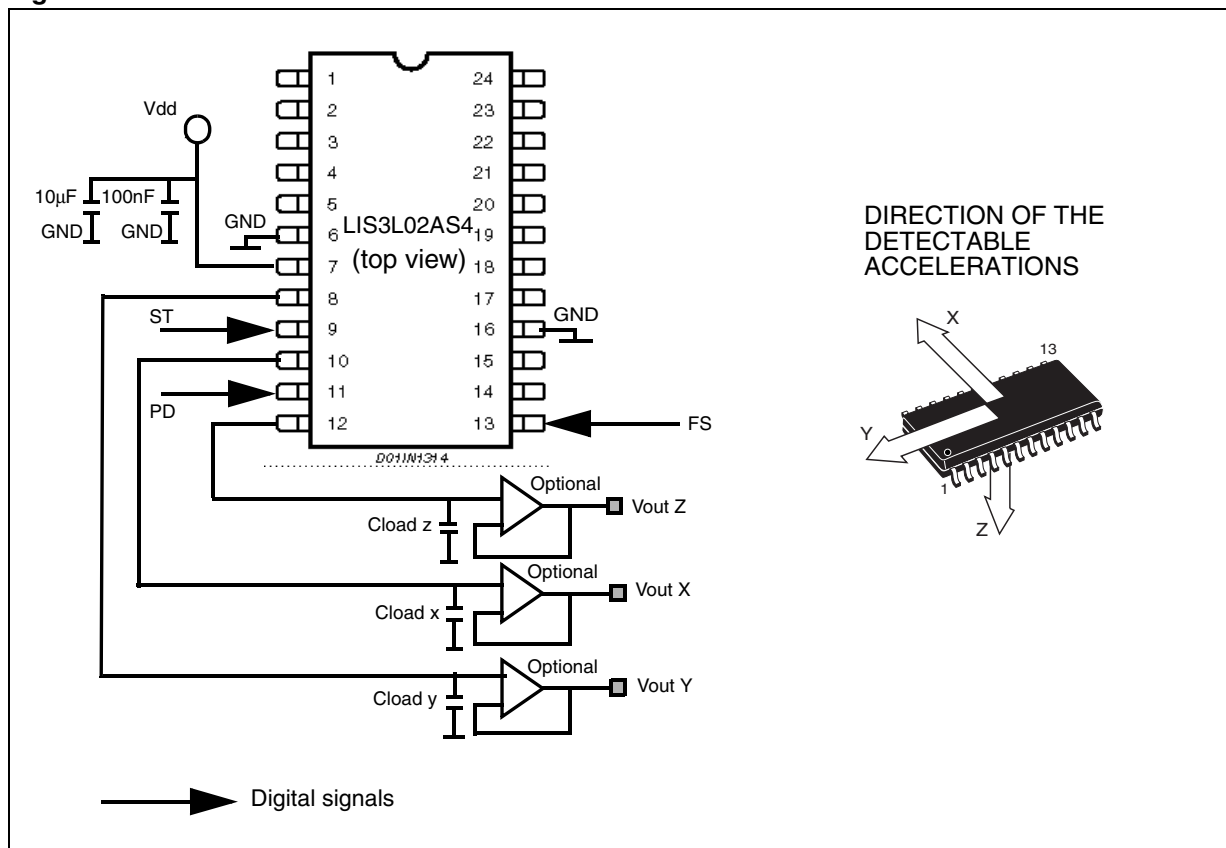 1
2
3
4
5
6
7
8
9
10
11
12
24
23
22
21
20
19
18
17
16
15
14
13
LIS3L02AS4
(top view)
D01IN1314
Vdd
10µF
100nF
GND
GND
GND
ST
PD
GND
FS
Optional
Cload z
Vout Z
Optional
Cload x
Vout X
Optional
Cload y
Vout Y
Digital signals
DIRECTION OF THE
DETECTABLE
ACCELERATIONS
X
13
Y
1
Z